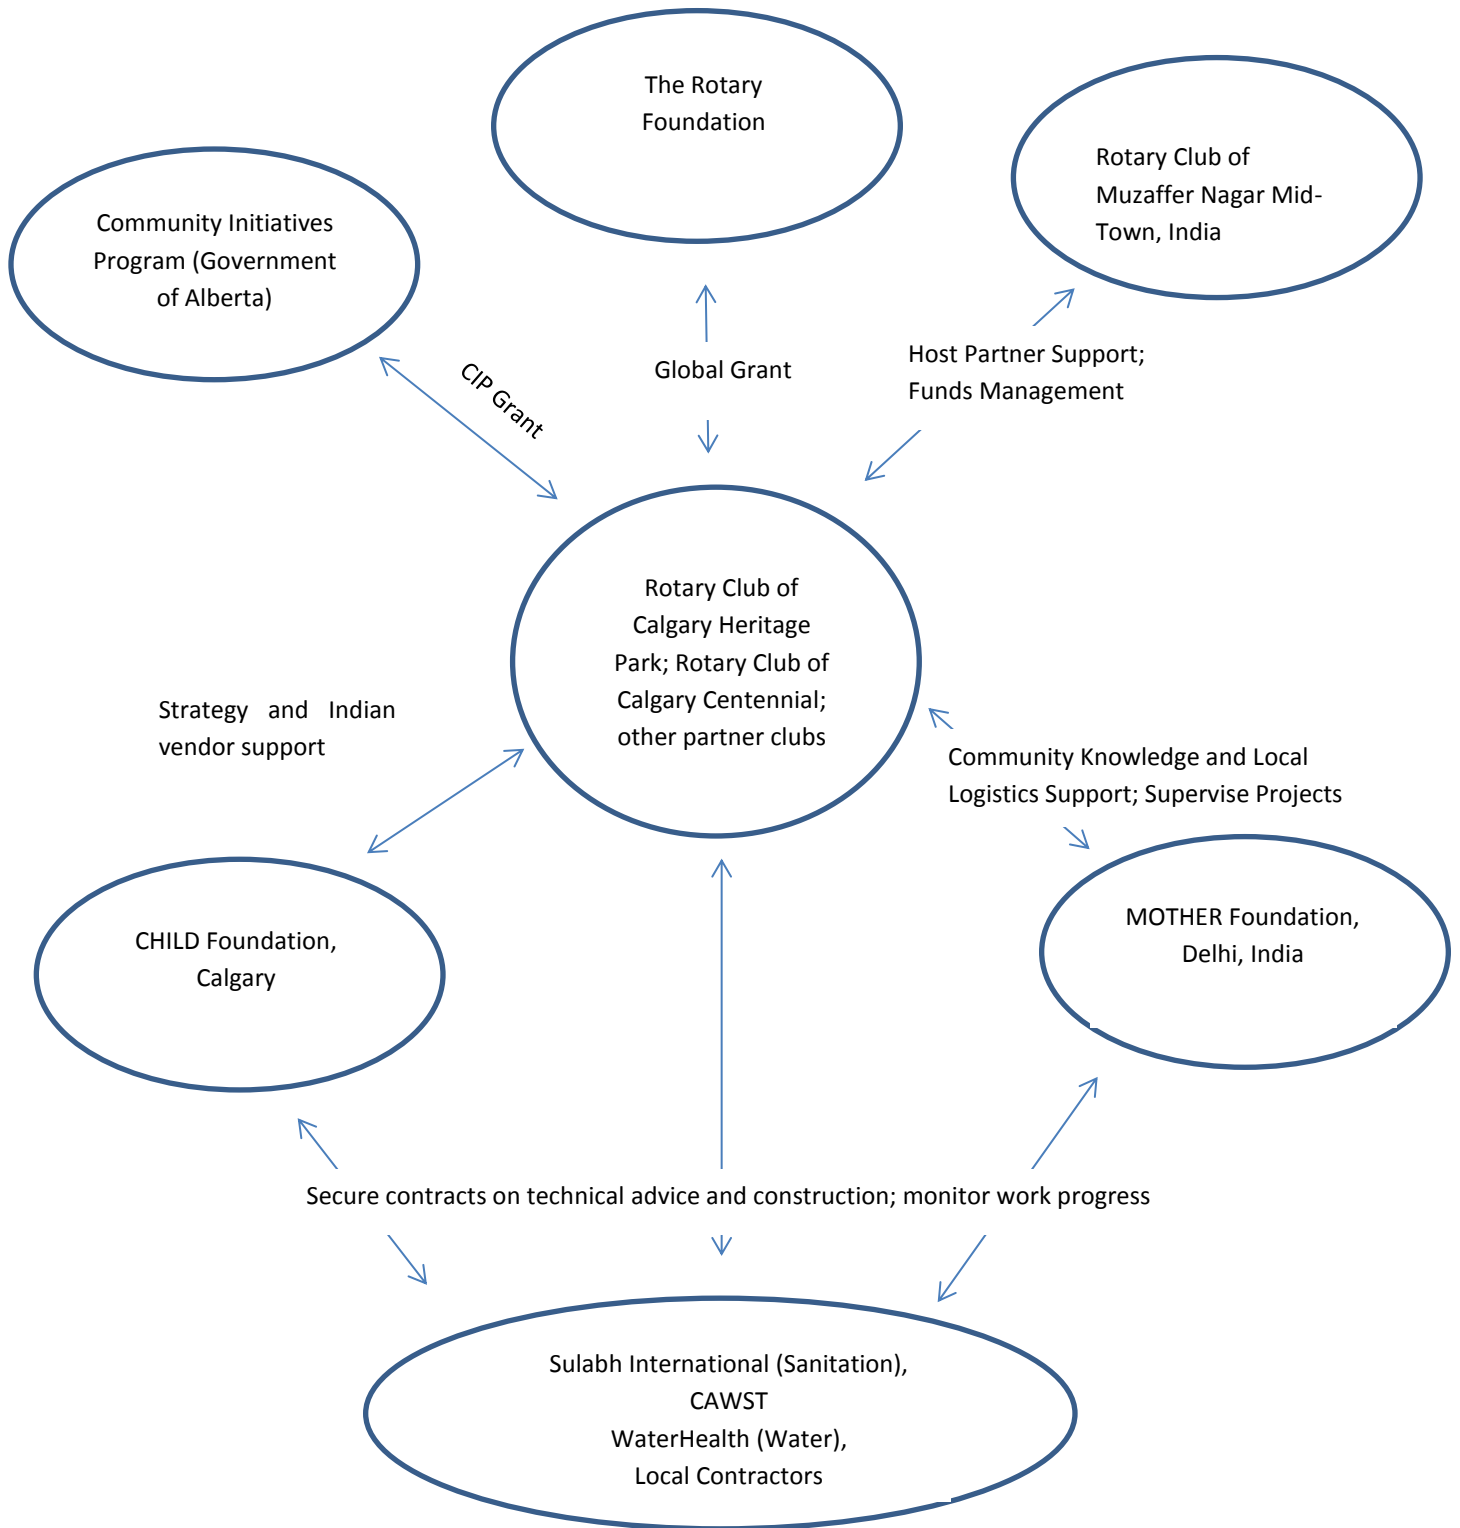 The Rotary
Foundation
Rotary Club of
Muzaffer Nagar Mid-
Town, India
Community Initiatives
Program (Government
of Alberta)
Host Partner Support;
Funds Management
Global Grant
CIP Grant
Rotary Club of
Calgary Heritage
Park; Rotary Club of
Calgary Centennial;
other partner clubs
Strategy and Indian
vendor support
Community Knowledge and Local
Logistics Support; Supervise Projects
CHILD Foundation,
Calgary
MOTHER Foundation,
Delhi, India
Secure contracts on technical advice and construction; monitor work progress
Sulabh International (Sanitation),
CAWST
WaterHealth (Water),
Local Contractors